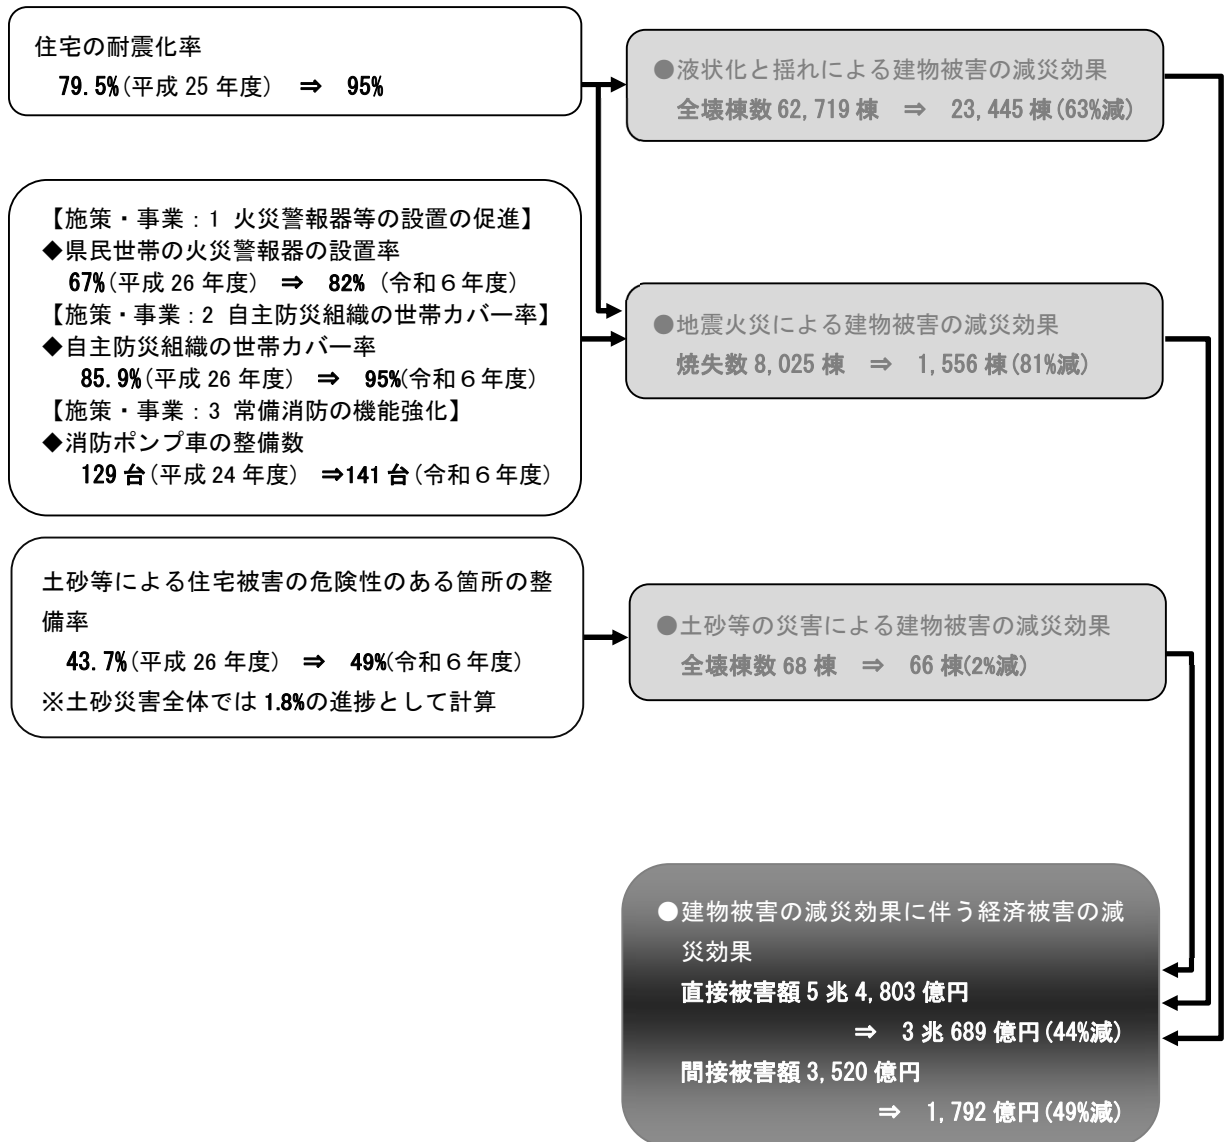 住宅の耐震化率
79.5%(平成 25 年度) ⇒ 95%
●液状化と揺れによる建物被害の減災効果
全壊棟数 62,719 棟 ⇒ 23,445 棟(63%減)
【施策・事業:1 火災警報器等の設置の促進】
◆県民世帯の火災警報器の設置率
67%(平成 26 年度) ⇒ 82% (令和6年度)
【施策・事業:2 自主防災組織の世帯カバー率】
◆自主防災組織の世帯カバー率
85.9%(平成 26 年度) ⇒ 95%(令和6年度)
【施策・事業:3 常備消防の機能強化】
◆消防ポンプ車の整備数
129 台(平成 24 年度) ⇒141 台(令和6年度)
●地震火災による建物被害の減災効果
焼失数 8,025 棟 ⇒ 1,556 棟(81%減)
土砂等による住宅被害の危険性のある箇所の整
備率
43.7%(平成 26 年度) ⇒ 49%(令和6年度)
※土砂災害全体では 1.8%の進捗として計算
●土砂等の災害による建物被害の減災効果
全壊棟数 68 棟 ⇒ 66 棟(2%減)
●建物被害の減災効果に伴う経済被害の減
災効果
直接被害額 5 兆 4,803 億円
⇒ 3 兆 689 億円(44%減)
間接被害額 3,520 億円
⇒ 1,792 億円(49%減)